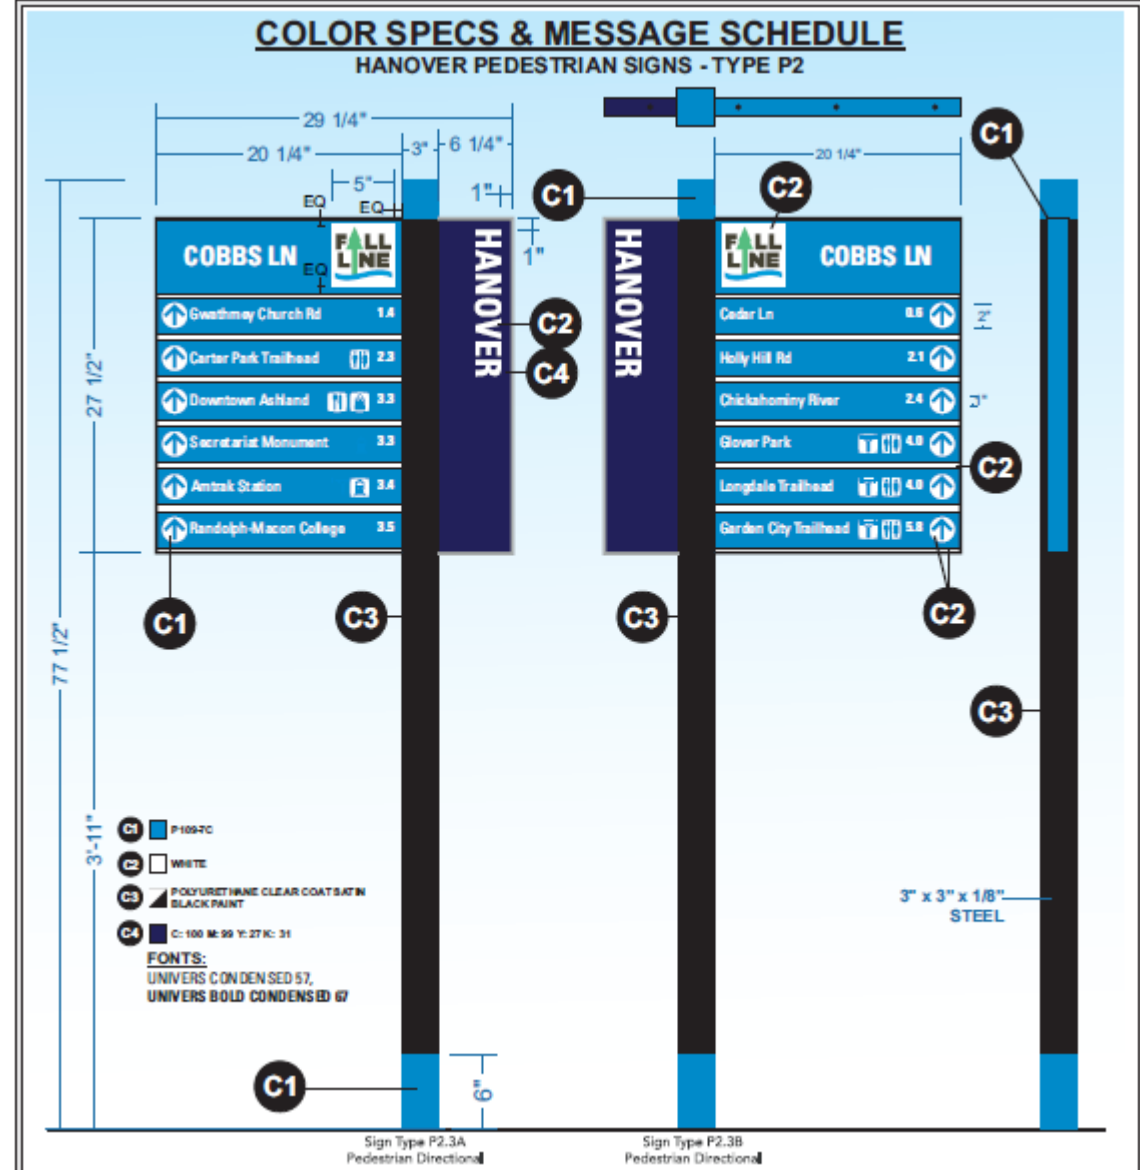 COLOR SPECS & MESSAGE SCHEDULE
HANOVER PEDESTRIAN SIGNS - TYPE P2
29 1/4"
20 1/4"
3"
6 1/4"
5"
1"
EQ
EQ
EQ
1"
27 1/2"
77 1/2"
3'-11"
COBBS LN
FALL
LINE
HANOVER
Gwathmey Church Rd 1.4
Carter Park Trailhead 2.3
Downtown Ashland 3.3
Secretariat Monument 3.3
Amtrak Station 3.4
Randolph-Macon College 3.5
C1
C2
C4
C1
C3
C1
20 1/4"
C2
C1
HANOVER
FALL
LINE
COBBS LN
Cedar Ln 0.6
Holly Hill Rd 2.1
Chickahominy River 2.4
Glover Park 4.0
Longdale Trailhead 4.0
Garden City Trailhead 5.8
2"
C2
C2
C3
C3
C1 P109-7C
C2 WHITE
C3 POLYURETHANE CLEAR COAT SATIN
BLACK PAINT
C4 C: 100 M: 99 Y: 27 K: 31
FONTS:
UNIVERS CONDENSED 57,
UNIVERS BOLD CONDENSED 67
3" x 3" x 1/8"
STEEL
C1
6"
Sign Type P2.3A
Pedestrian Directional
Sign Type P2.3B
Pedestrian Directional